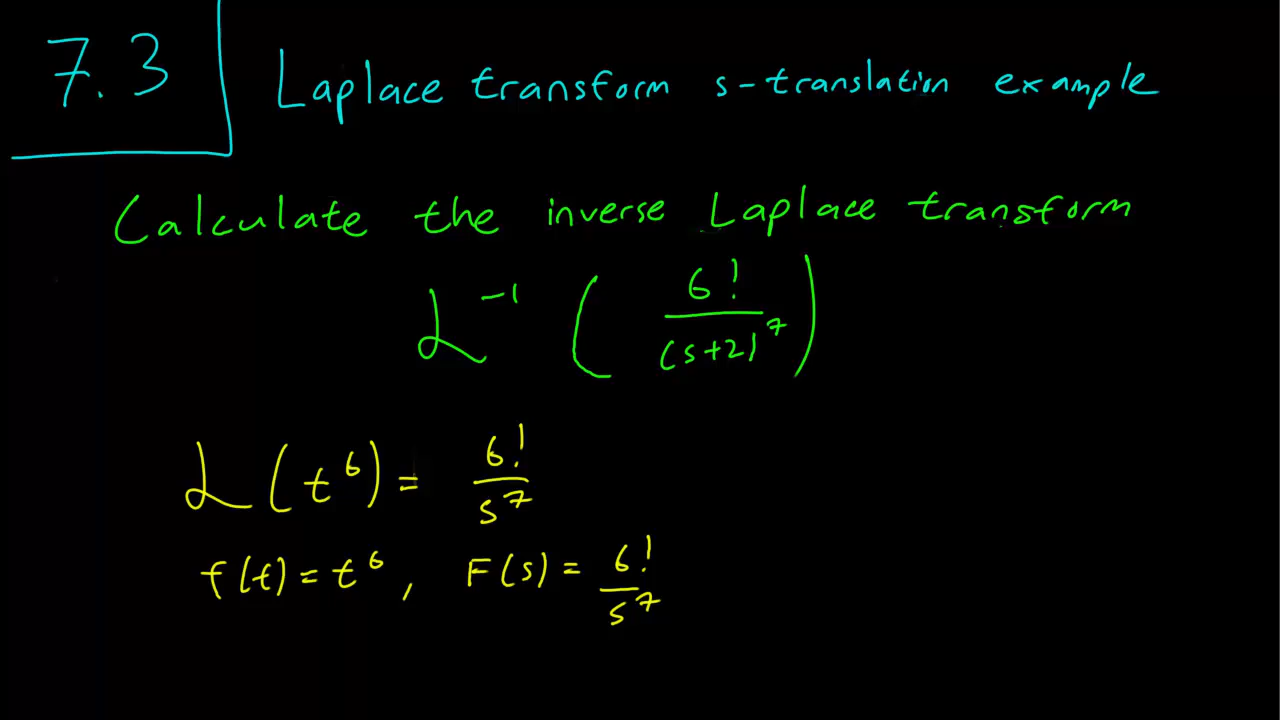 7.3 Laplace transform s-translation example
Calculate the inverse Laplace transform
ℒ⁻¹ ( 6! / (s+2)⁷ )
ℒ(t⁶) = 6! / s⁷
f(t) = t⁶, F(s) = 6! / s⁷